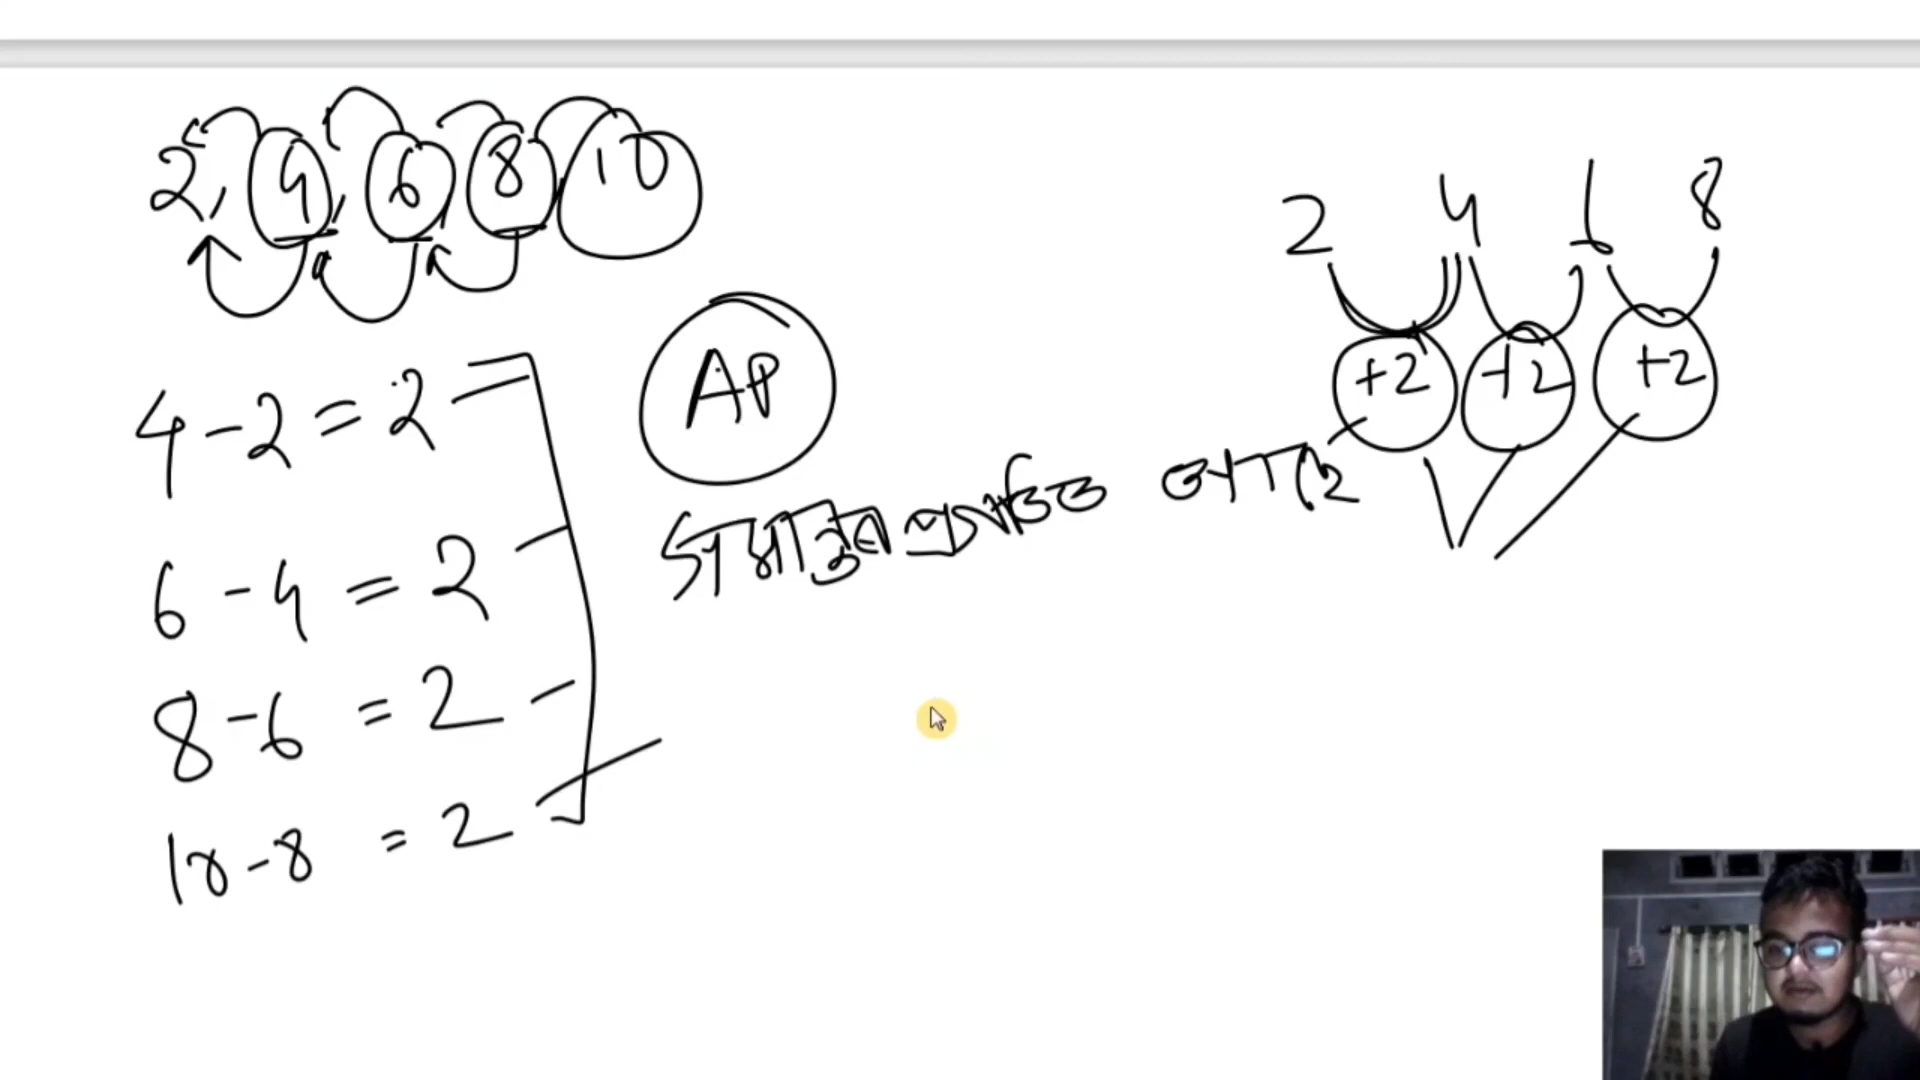 2, 4, 6, 8, 10
2 4 6 8
+2 +2 +2
AP
4 - 2 = 2
6 - 4 = 2
8 - 6 = 2
10 - 8 = 2